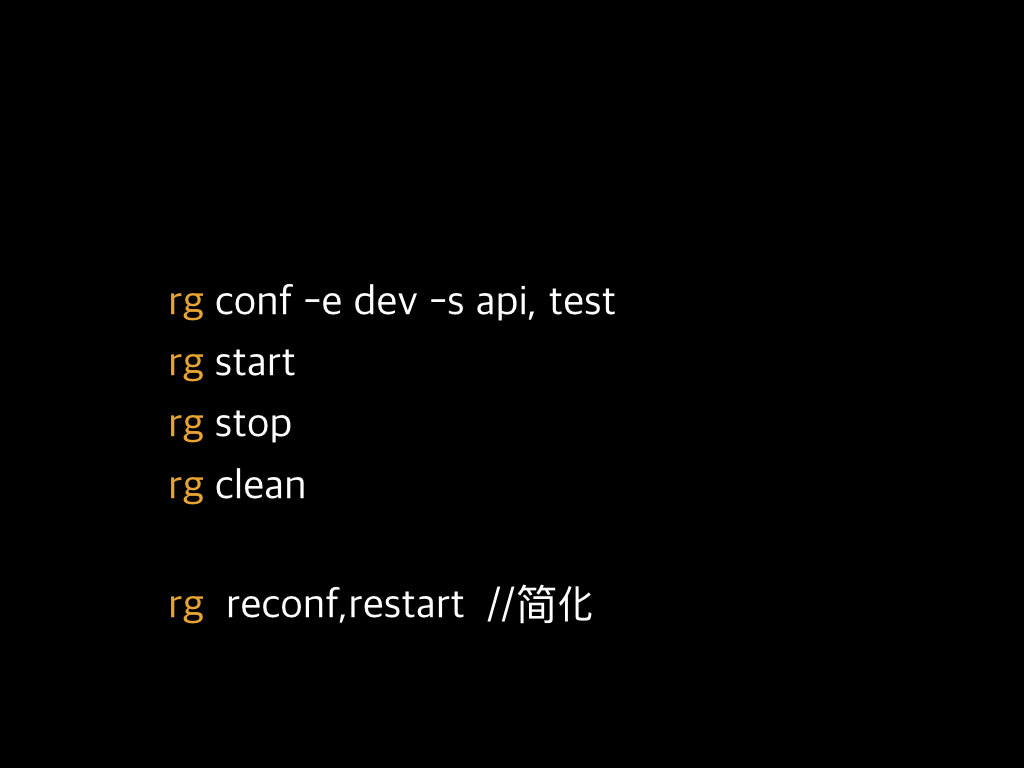 rg conf -e dev -s api, test
rg start
rg stop
rg clean
rg  reconf,restart  //简化